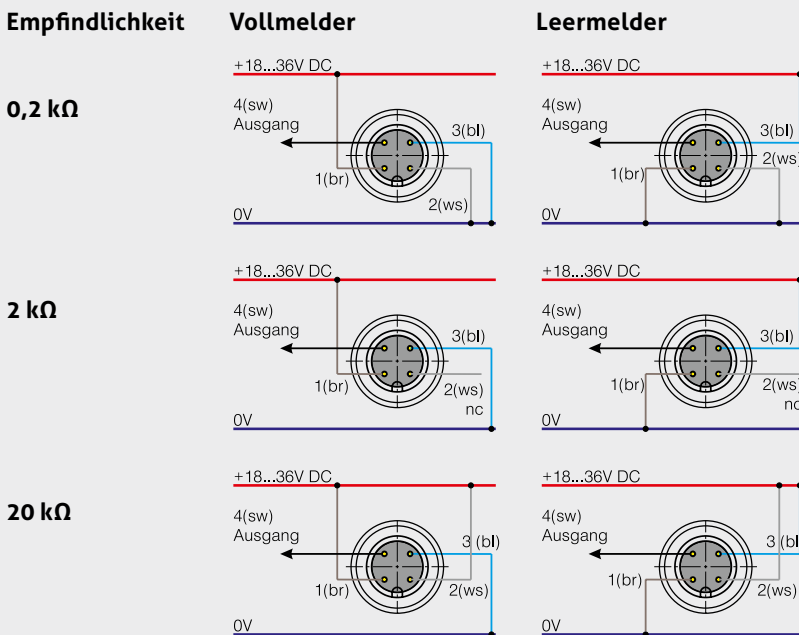 Empfindlichkeit Vollmelder Leermelder
0,2 kΩ
+18...36V DC
4(sw)
Ausgang
3(bl)
1(br)
2(ws)
0V
+18...36V DC
4(sw)
Ausgang
3(bl)
2(ws)
1(br)
0V
2 kΩ
+18...36V DC
4(sw)
Ausgang
3(bl)
1(br)
2(ws)
nc
0V
+18...36V DC
4(sw)
Ausgang
3(bl)
1(br)
2(ws)
nc
0V
20 kΩ
+18...36V DC
4(sw)
Ausgang
3 (bl)
1(br)
2(ws)
0V
+18...36V DC
4(sw)
Ausgang
3 (bl
1(br)
2(ws)
0V